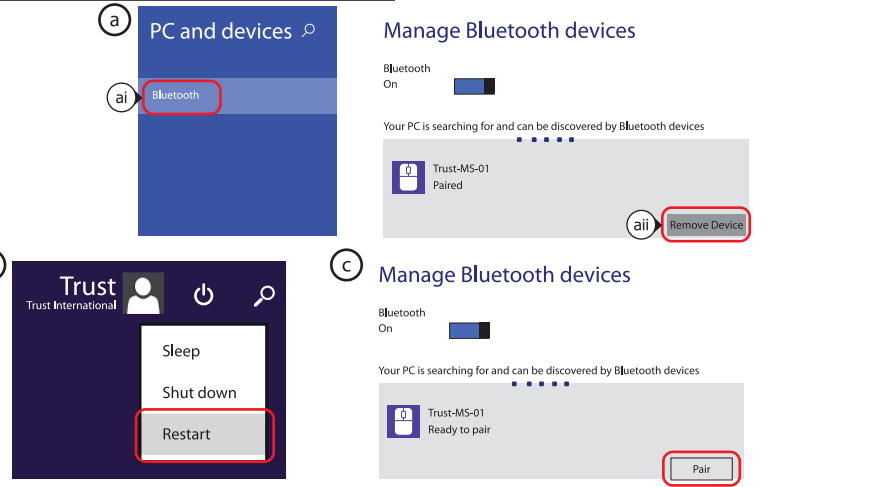 a
PC and devices
ai
Bluetooth
Manage Bluetooth devices
Bluetooth
On
Your PC is searching for and can be discovered by Bluetooth devices
Trust-MS-01
Paired
aii
Remove Device
Trust
Trust International
Sleep
Shut down
Restart
c
Manage Bluetooth devices
Bluetooth
On
Your PC is searching for and can be discovered by Bluetooth devices
Trust-MS-01
Ready to pair
Pair